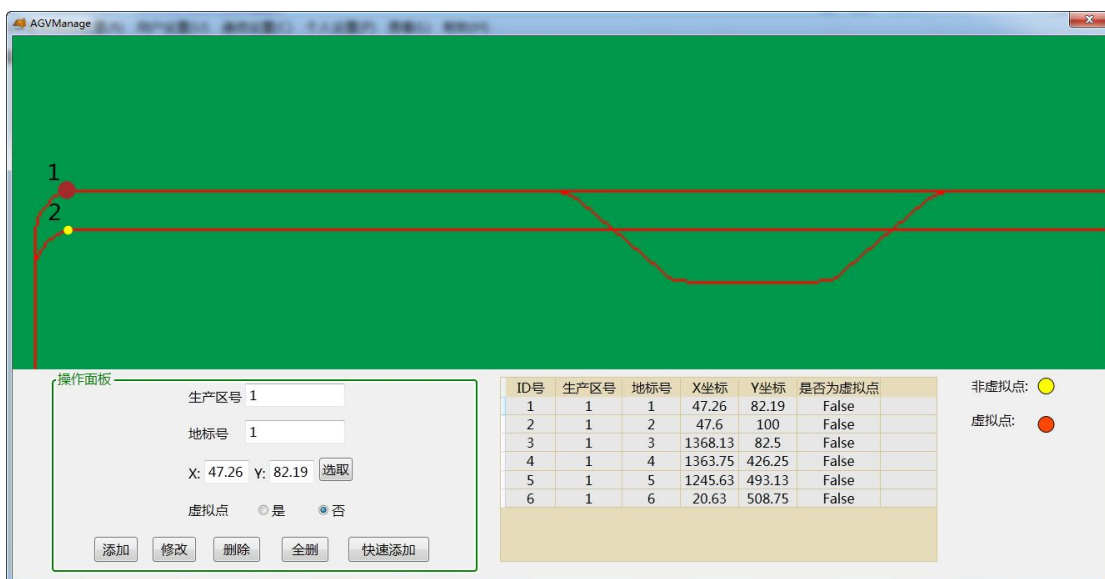 AGVManage
1
2
操作面板
生产区号 1
地标号 1
X: 47.26 Y: 82.19 选取
虚拟点 是 否
添加 修改 删除 全删 快速添加
ID号 生产区号 地标号 X坐标 Y坐标 是否为虚拟点
1 1 1 47.26 82.19 False
2 1 2 47.6 100 False
3 1 3 1368.13 82.5 False
4 1 4 1363.75 426.25 False
5 1 5 1245.63 493.13 False
6 1 6 20.63 508.75 False
非虚拟点:
虚拟点: